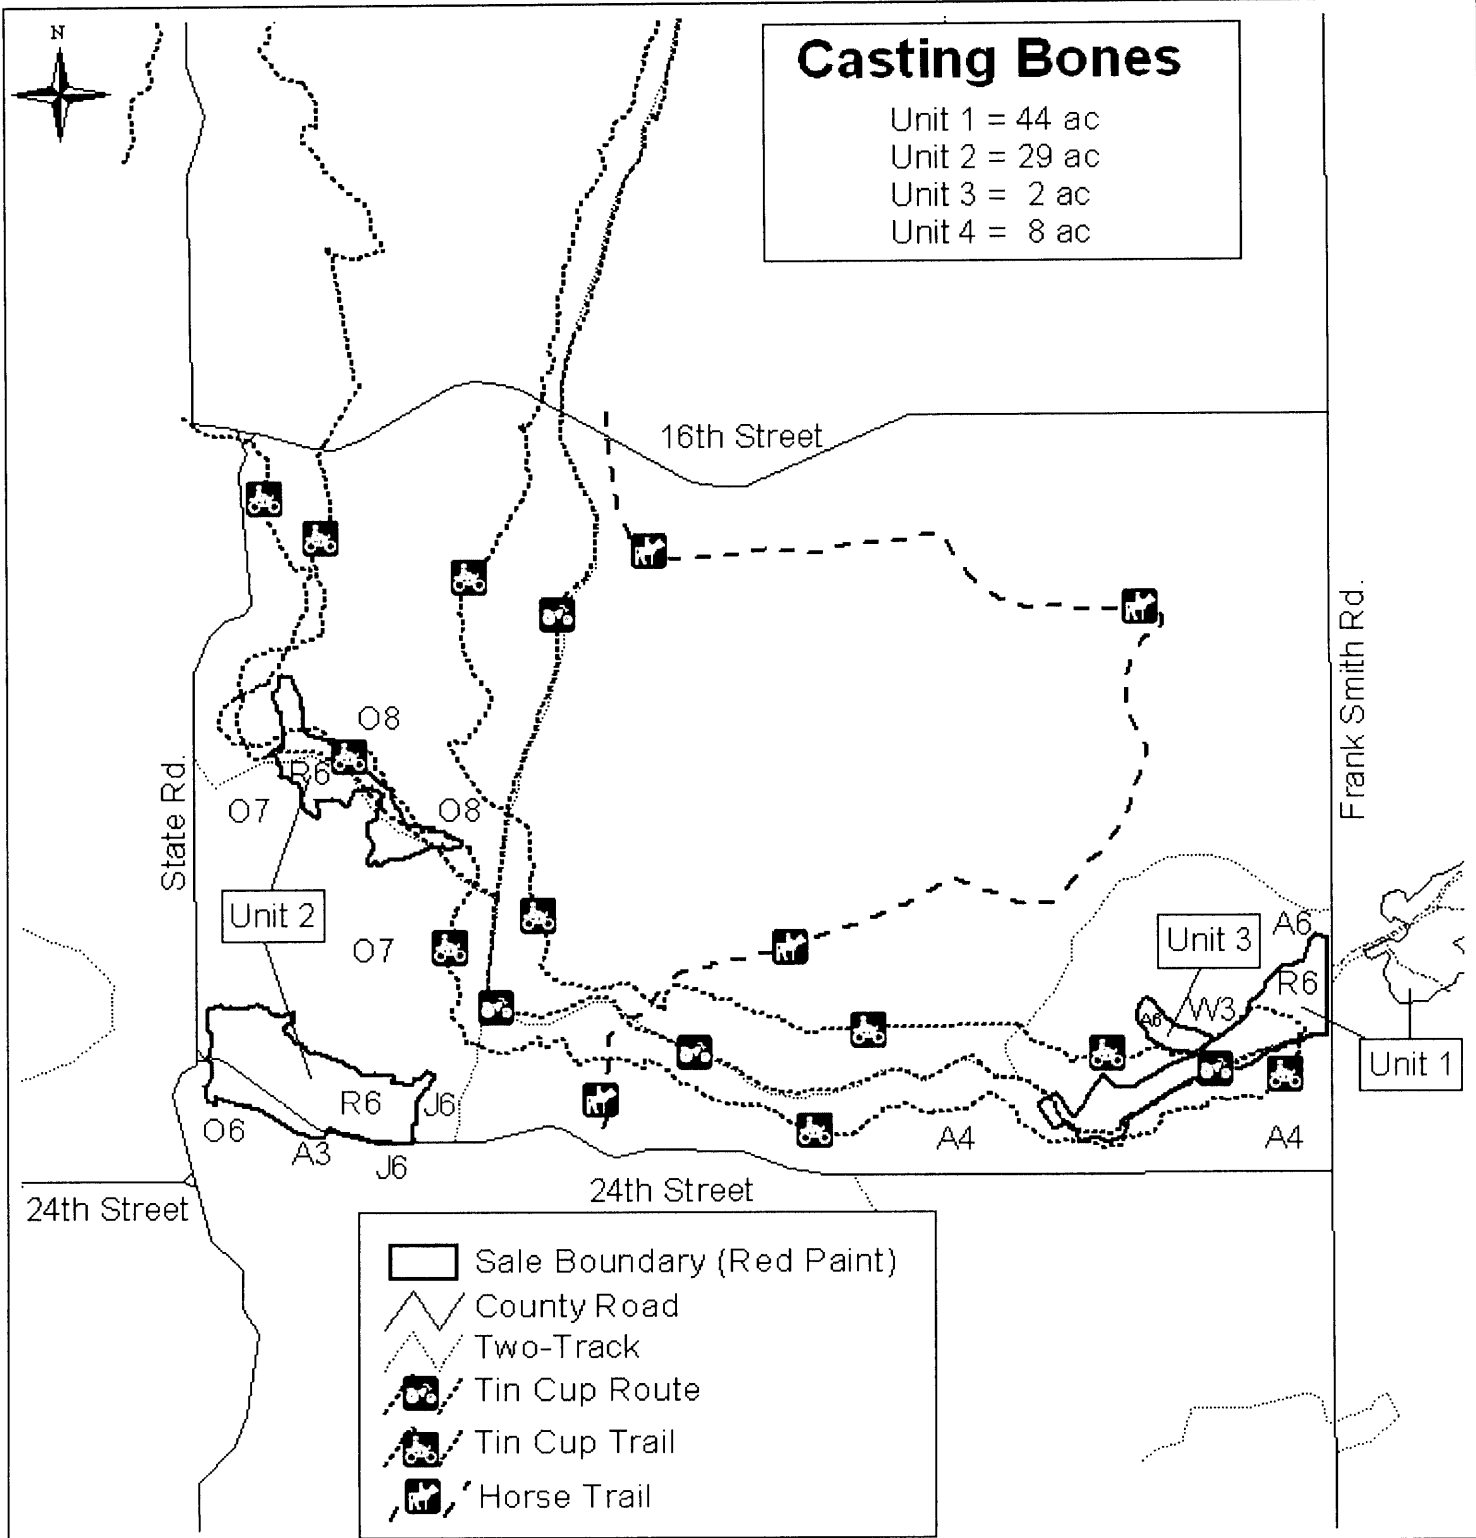 N
Casting Bones
Unit 1 = 44 ac
Unit 2 = 29 ac
Unit 3 = 2 ac
Unit 4 = 8 ac
16th Street
Frank Smith Rd.
State Rd.
O8
R6
O7
O8
Unit 2
O7
A6
Unit 3
R6
W3
A6
Unit 1
R6
J6
O6
A3
J6
A4
A4
24th Street
24th Street
Sale Boundary (Red Paint)
County Road
Two-Track
Tin Cup Route
Tin Cup Trail
Horse Trail